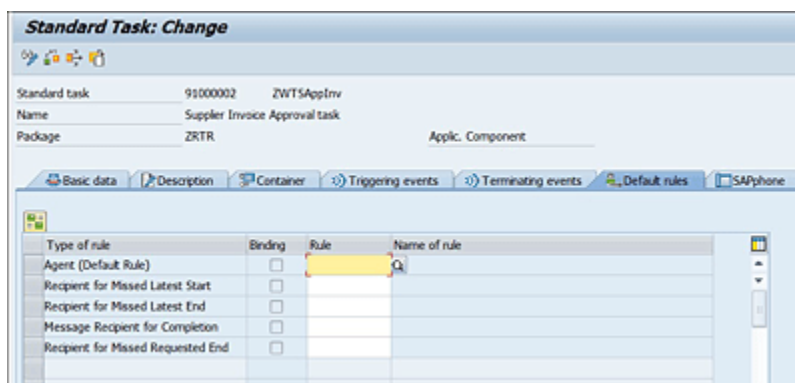 Standard Task: Change
Standard task 91000002 ZWTSAppInv
Name Suppler Invoice Approval task
Package ZRTR Applic. Component
Basic data Description Container Triggering events Terminating events Default rules SAPphone
Type of rule Binding Rule Name of rule
Agent (Default Rule)
Recipient for Missed Latest Start
Recipient for Missed Latest End
Message Recipient for Completion
Recipient for Missed Requested End